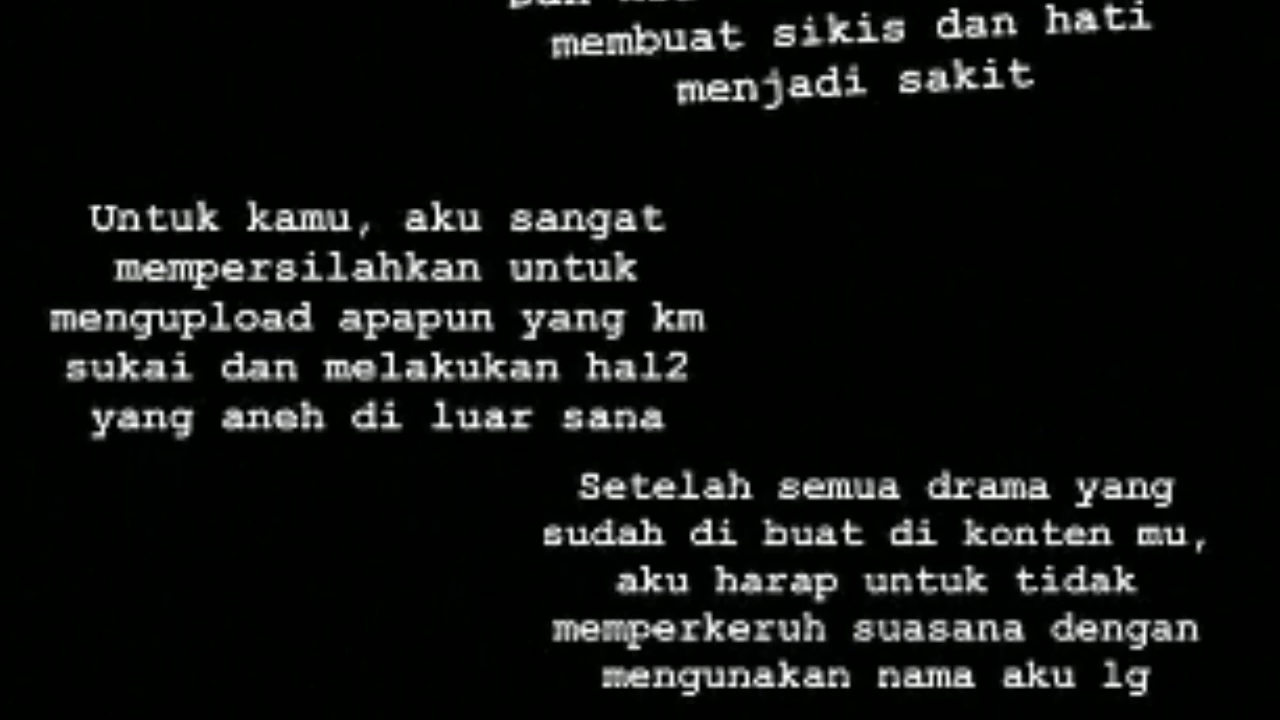 membuat sikis dan hati
menjadi sakit
Untuk kamu, aku sangat
mempersilahkan untuk
mengupload apapun yang km
sukai dan melakukan hal2
yang aneh di luar sana
Setelah semua drama yang
sudah di buat di konten mu,
aku harap untuk tidak
memperkeruh suasana dengan
mengunakan nama aku lg